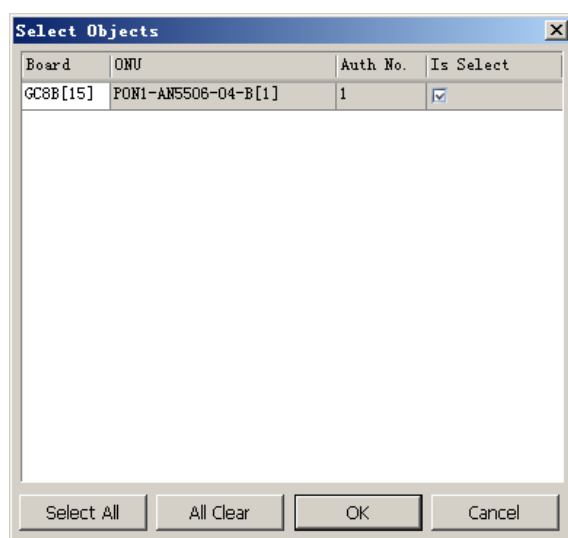 Select Objects
Board ONU Auth No. Is Select
GC8B[15] PON1-AN5506-04-B[1] 1
Select All All Clear OK Cancel